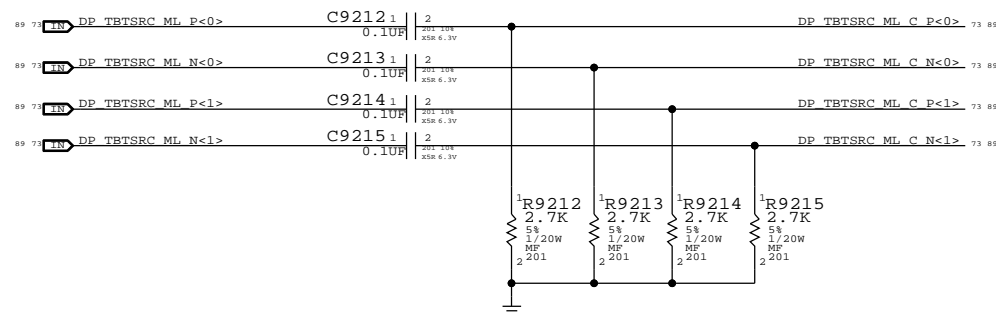 89 73 IN DP_TBTSRC_ML_P<0> C9212 1 2 DP_TBTSRC_ML_C_P<0> 73 89
0.1UF 201 10%
X5R 6.3V
89 73 IN DP_TBTSRC_ML_N<0> C9213 1 2 DP_TBTSRC_ML_C_N<0> 73 89
0.1UF 201 10%
X5R 6.3V
89 73 IN DP_TBTSRC_ML_P<1> C9214 1 2 DP_TBTSRC_ML_C_P<1> 73 89
0.1UF 201 10%
X5R 6.3V
89 73 IN DP_TBTSRC_ML_N<1> C9215 1 2 DP_TBTSRC_ML_C_N<1> 73 89
0.1UF 201 10%
X5R 6.3V
1 R9212 1 R9213 1 R9214 1 R9215
2.7K 2.7K 2.7K 2.7K
5% 5% 5% 5%
1/20W 1/20W 1/20W 1/20W
MF MF MF MF
2 201 2 201 2 201 2 201